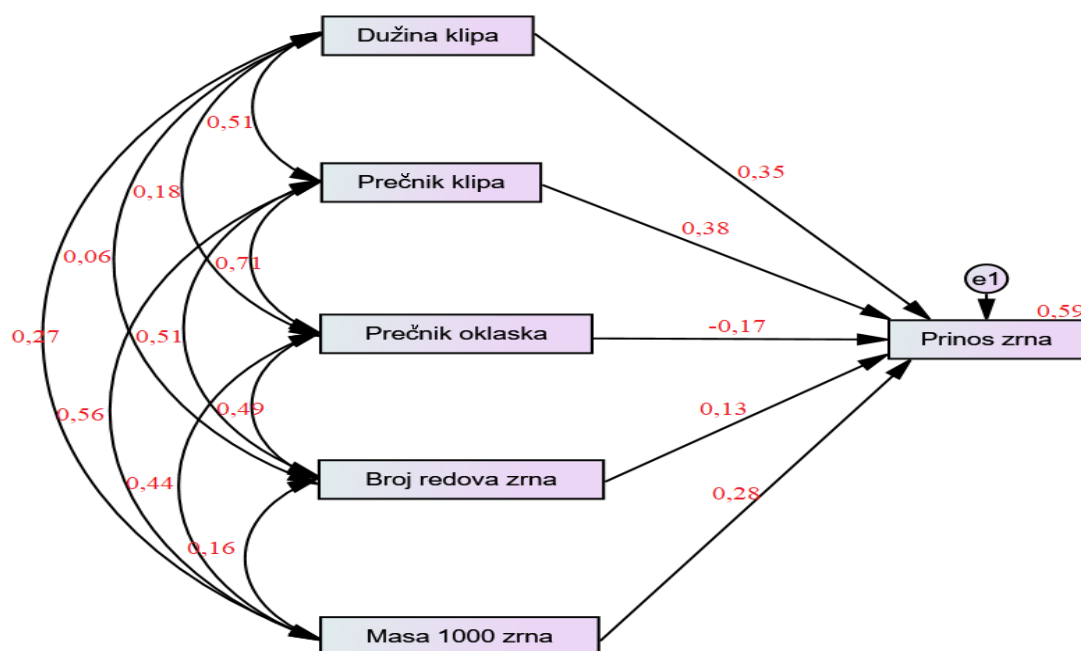 Dužina klipa
0,51
0,35
Prečnik klipa
0,18
0,38
0,06
0,71
e1
0,59
Prečnik oklaska
-0,17
Prinos zrna
0,27
0,51
0,56
0,49
0,13
Broj redova zrna
0,44
0,28
0,16
Masa 1000 zrna